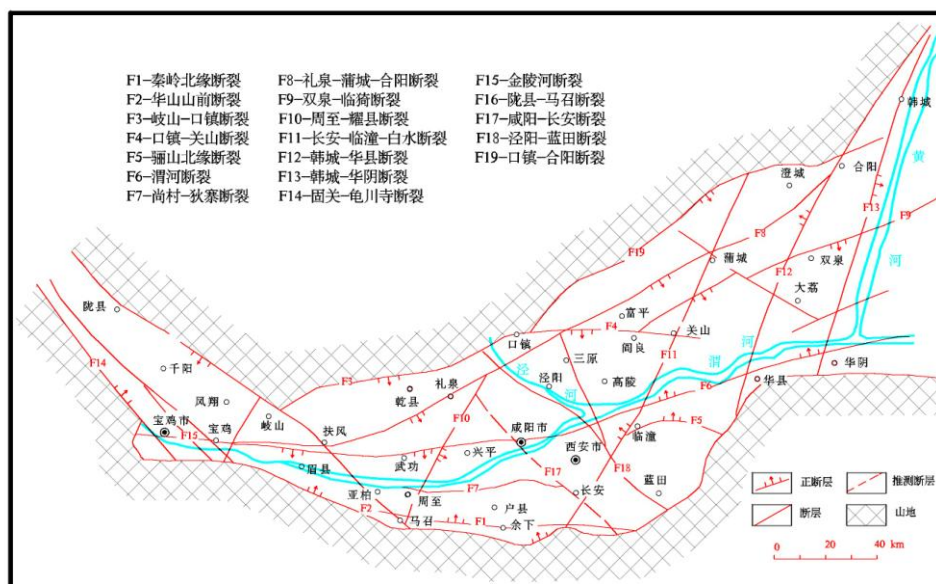 F1-秦岭北缘断裂
F2-华山山前断裂
F3-岐山-口镇断裂
F4-口镇-关山断裂
F5-骊山北缘断裂
F6-渭河断裂
F7-尚村-狄寨断裂
F8-礼泉-蒲城-合阳断裂
F9-双泉-临猗断裂
F10-周至-耀县断裂
F11-长安-临潼-白水断裂
F12-韩城-华县断裂
F13-韩城-华阴断裂
F14-固关-龟川寺断裂
F15-金陵河断裂
F16-陇县-马召断裂
F17-咸阳-长安断裂
F18-泾阳-蓝田断裂
F19-口镇-合阳断裂
韩城
黄
合阳
澄城
F13
F9
F8
F19
蒲城
双泉
河
F12
大荔
陇县
富平
F4
关山
口镇
阎良
河
F14
三原
F11
渭
华阴
千阳
泾
F3
礼泉
泾阳
高陵
F6
华县
乾县
河
凤翔
F10
岐山
宝鸡市
F15
宝鸡
扶风
咸阳市
临潼
F5
兴平
西安市
武功
眉县
F17
F18
蓝田
亚柏
周至
F7
长安
F2
户县
马召
F1
余下
正断层
推测断层
断层
山地
0 20 40 km